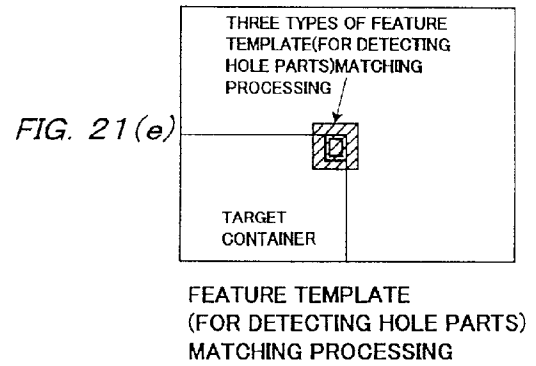 THREE TYPES OF FEATURE
TEMPLATE(FOR DETECTING
HOLE PARTS)MATCHING
PROCESSING
FIG. 21(e)
TARGET
CONTAINER
FEATURE TEMPLATE
(FOR DETECTING HOLE PARTS)
MATCHING PROCESSING